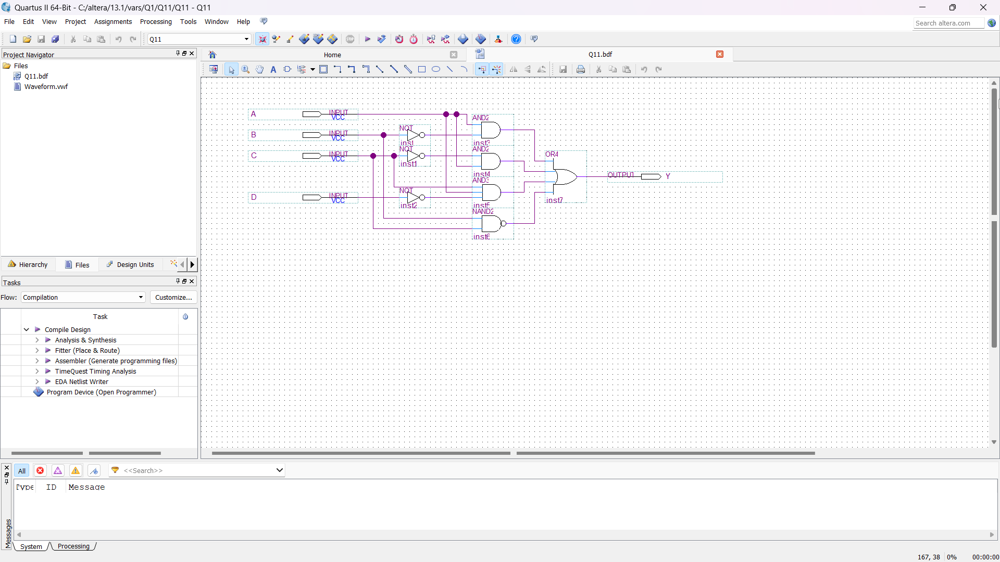 Quartus II 64-Bit - C:/altera/13.1/vars/Q1/Q11/Q11 - Q11
File Edit View Project Assignments Processing Tools Window Help
Search altera.com
Q11
STOP
Project Navigator
Home
Q11.bdf
Files
Q11.bdf
Waveform.vwf
A
INPUT
VCC
AND2
inst3
B
INPUT
VCC
NOT
inst
C
INPUT
VCC
NOT
inst1
AND2
inst4
OR4
inst7
OUTPUT
Y
AND3
inst5
D
INPUT
VCC
NOT
inst2
NAND2
inst6
Hierarchy Files Design Units
Tasks
Flow: Compilation Customize...
Task
Compile Design
Analysis & Synthesis
Fitter (Place & Route)
Assembler (Generate programming files)
TimeQuest Timing Analysis
EDA Netlist Writer
Program Device (Open Programmer)
All <<Search>>
Type ID Message
Messages
System Processing
167, 38 0% 00:00:00